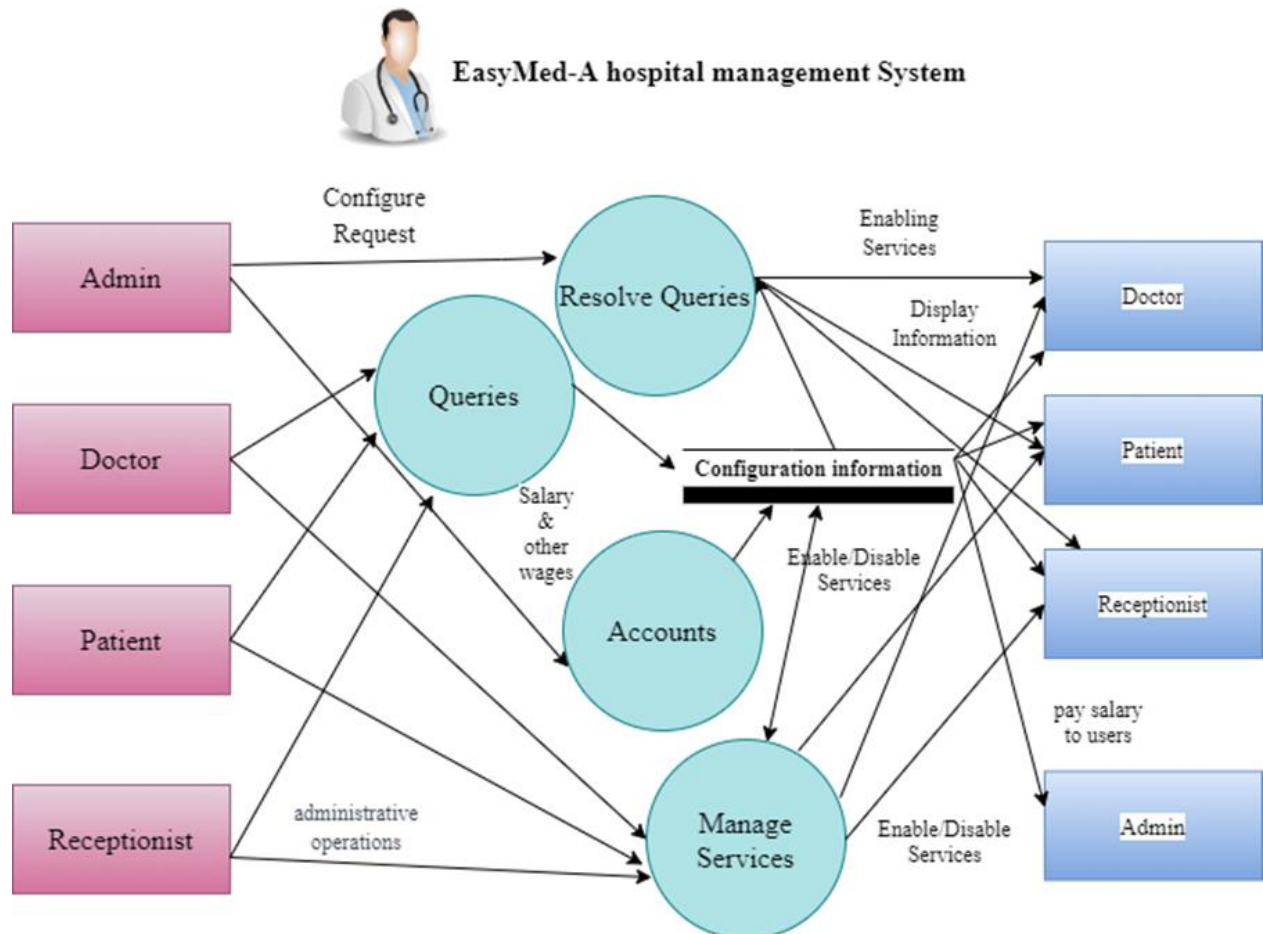 EasyMed-A hospital management System
Configure
Request
Admin
Resolve Queries
Enabling
Services
Doctor
Display
Information
Queries
Doctor
Patient
Configuration information
Salary
&
other
wages
Enable/Disable
Services
Receptionist
Patient
Accounts
pay salary
to users
Receptionist
administrative
operations
Manage
Services
Enable/Disable
Services
Admin